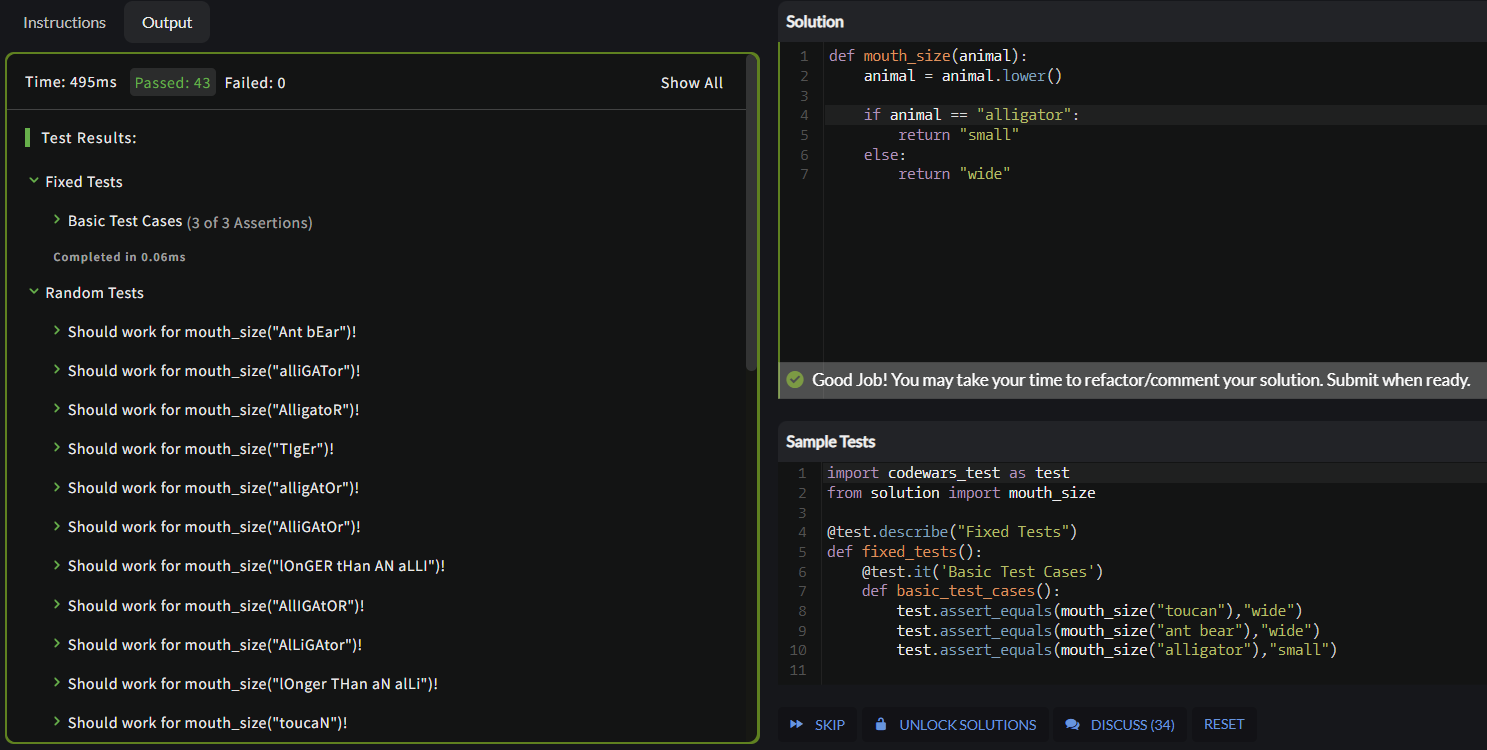 Instructions
Output
Time: 495ms Passed: 43 Failed: 0 Show All
Test Results:
Fixed Tests
Basic Test Cases (3 of 3 Assertions)
Completed in 0.06ms
Random Tests
Should work for mouth_size("Ant bEar")!
Should work for mouth_size("alliGATor")!
Should work for mouth_size("AlligatoR")!
Should work for mouth_size("TIgEr")!
Should work for mouth_size("alligAtOr")!
Should work for mouth_size("AlliGAtOr")!
Should work for mouth_size("lOnGER tHan AN aLLI")!
Should work for mouth_size("AllIGAtOR")!
Should work for mouth_size("ALLiGAtor")!
Should work for mouth_size("lOnger THan aN alLi")!
Should work for mouth_size("toucaN")!
Solution
1 def mouth_size(animal):
2     animal = animal.lower()
3
4     if animal == "alligator":
5         return "small"
6     else:
7         return "wide"
Good Job! You may take your time to refactor/comment your solution. Submit when ready.
Sample Tests
1 import codewars_test as test
2 from solution import mouth_size
3
4 @test.describe("Fixed Tests")
5 def fixed_tests():
6     @test.it('Basic Test Cases')
7     def basic_test_cases():
8         test.assert_equals(mouth_size("toucan"),"wide")
9         test.assert_equals(mouth_size("ant bear"),"wide")
10         test.assert_equals(mouth_size("alligator"),"small")
11
SKIP UNLOCK SOLUTIONS DISCUSS (34) RESET